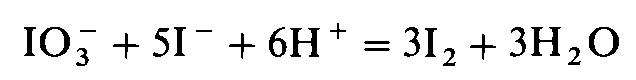 IO₃⁻ + 5I⁻ + 6H⁺ = 3I₂ + 3H₂O